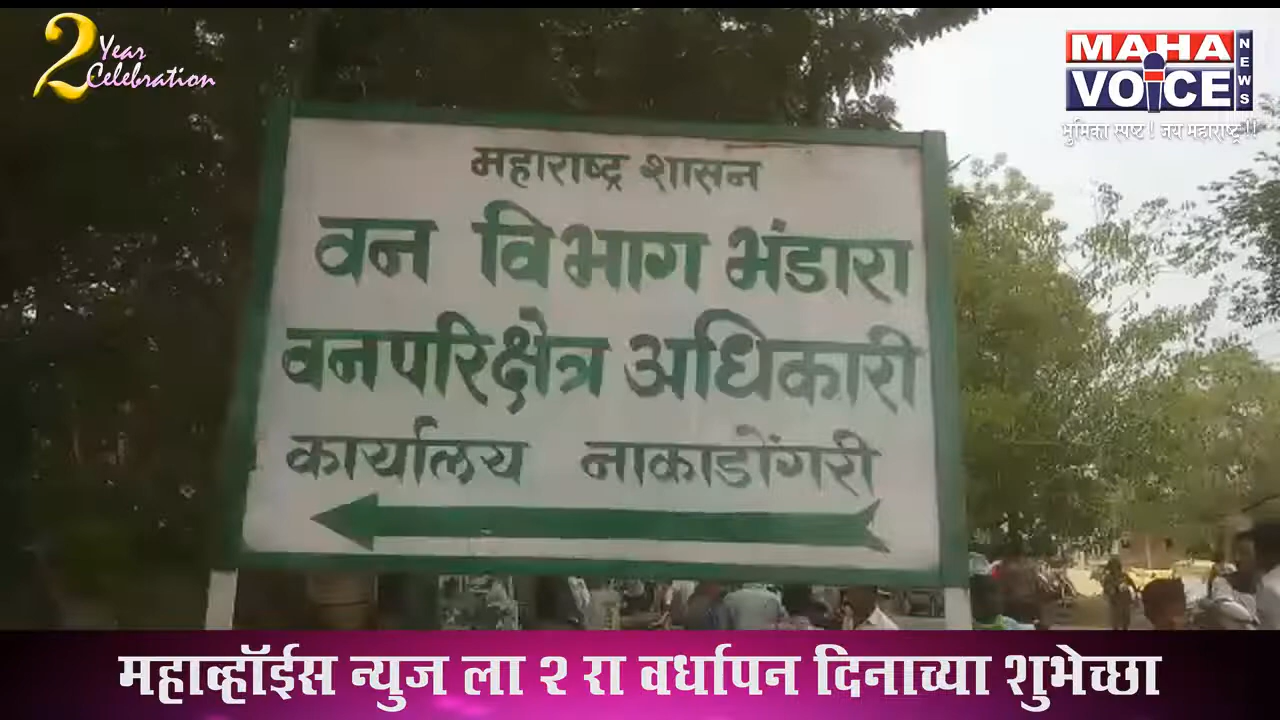 2 Year
Celebration
MAHA
VOICE
NEWS
भुमिका स्पष्ट ! जय महाराष्ट्र !!
महाराष्ट्र शासन
वन विभाग भंडारा
वनपरिक्षेत्र अधिकारी
कार्यालय नाकाडोंगरी
महाव्हॉईस न्युज ला २ रा वर्धापन दिनाच्या शुभेच्छा